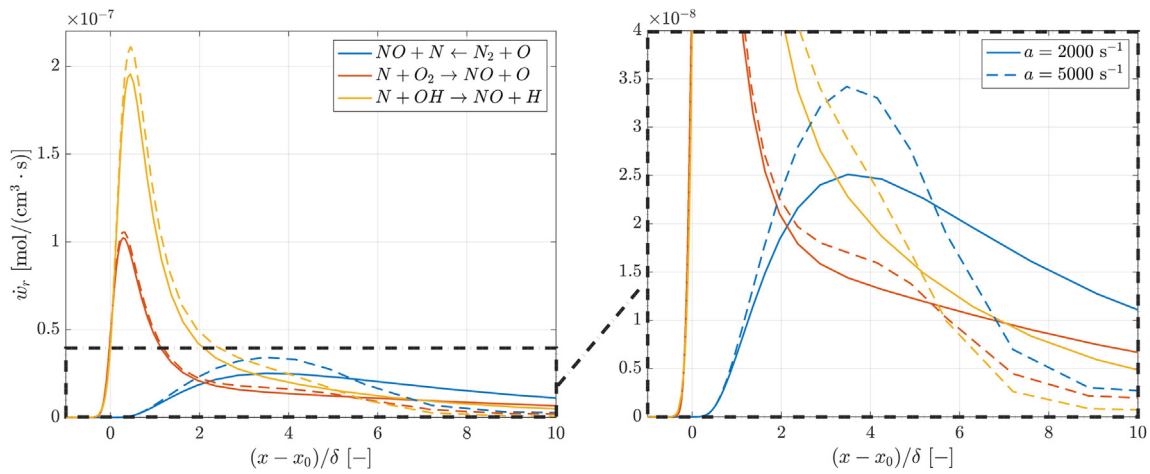 ×10⁻⁷
2
1.5
1
0.5
0
0 2 4 6 8 10
ẇᵣ [mol/(cm³ · s)]
(x − x₀)/δ [−]
NO + N ← N₂ + O
N + O₂ → NO + O
N + OH → NO + H
×10⁻⁸
4
3.5
3
2.5
2
1.5
1
0.5
0
0 2 4 6 8 10
(x − x₀)/δ [−]
a = 2000 s⁻¹
a = 5000 s⁻¹